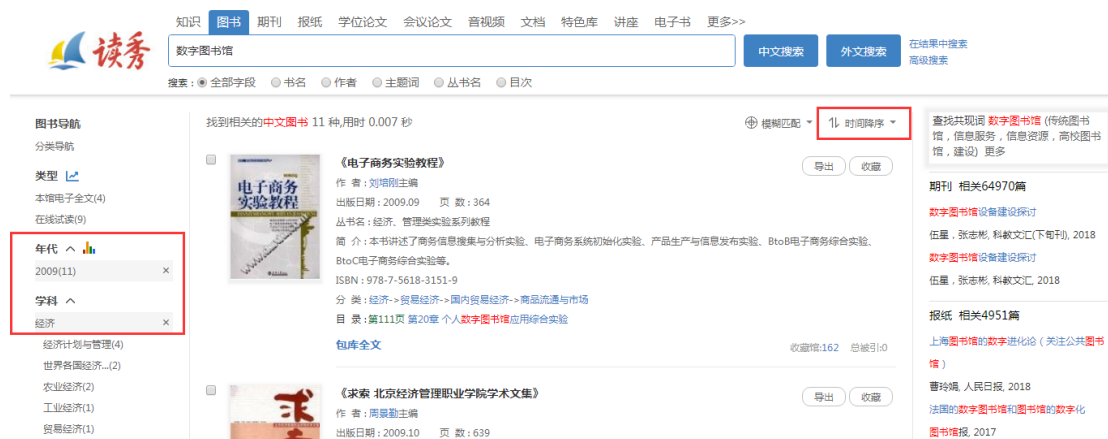 知识 图书 期刊 报纸 学位论文 会议论文 音视频 文档 特色库 讲座 电子书 更多>>
读秀
数字图书馆
中文搜索 外文搜索
在结果中搜索
高级搜索
搜索： 全部字段 书名 作者 主题词 丛书名 目次
图书导航
分类导航
类型
本馆电子全文(4)
在线试读(9)
年代
2009(11) ×
学科
经济 ×
经济计划与管理(4)
世界各国经济...(2)
农业经济(2)
工业经济(1)
贸易经济(1)
找到相关的中文图书 11 种,用时 0.007 秒
模糊匹配 时间降序
《电子商务实验教程》
导出 收藏
电子商务
实验教程
作 者：刘培刚主编
出版日期：2009.09 页 数：364
丛书名：经济、管理类实验系列教程
简 介：本书讲述了商务信息搜集与分析实验、电子商务系统初始化实验、产品生产与信息发布实验、BtoB电子商务综合实验、
BtoC电子商务综合实验等。
ISBN：978-7-5618-3151-9
分 类：经济->贸易经济->国内贸易经济->商品流通与市场
目 录：第111页 第20章 个人数字图书馆应用综合实验
包库全文
收藏馆:162 总被引:0
《求索 北京经济管理职业学院学术文集》
导出 收藏
求
作 者：周景勤主编
出版日期：2009.10 页 数：639
查找共现词 数字图书馆 (传统图书
馆，信息服务，信息资源，高校图书
馆，建设) 更多
期刊 相关64970篇
数字图书馆设备建设探讨
伍星，张志彬, 科教文汇(下旬刊), 2018
数字图书馆设备建设探讨
伍星，张志彬, 科教文汇, 2018
报纸 相关4951篇
上海图书馆的数字进化论（关注公共图书
馆）
曹玲娟, 人民日报, 2018
法国的数字图书馆和图书馆的数字化
图书馆报, 2017